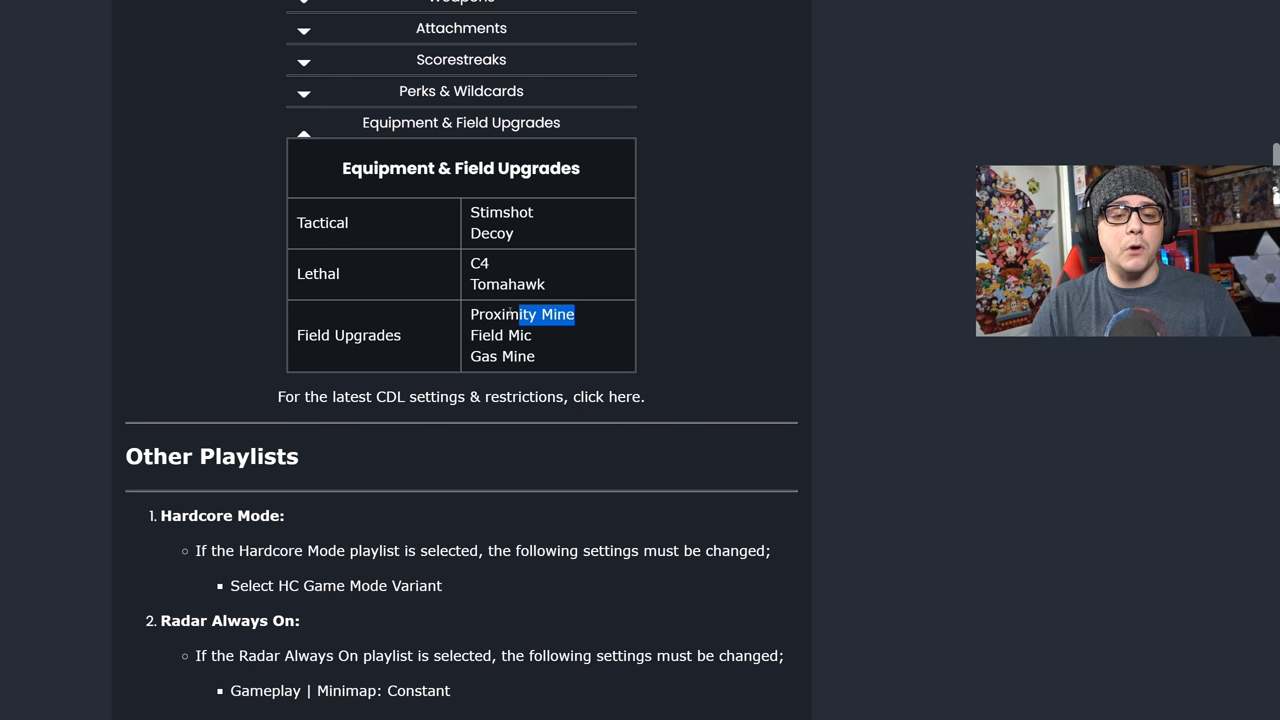 Weapons
Attachments
Scorestreaks
Perks & Wildcards
Equipment & Field Upgrades
Equipment & Field Upgrades
Tactical
Stimshot
Decoy
Lethal
C4
Tomahawk
Field Upgrades
Proximity Mine
Field Mic
Gas Mine
For the latest CDL settings & restrictions, click here.
Other Playlists
1. Hardcore Mode:
If the Hardcore Mode playlist is selected, the following settings must be changed;
Select HC Game Mode Variant
2. Radar Always On:
If the Radar Always On playlist is selected, the following settings must be changed;
Gameplay | Minimap: Constant